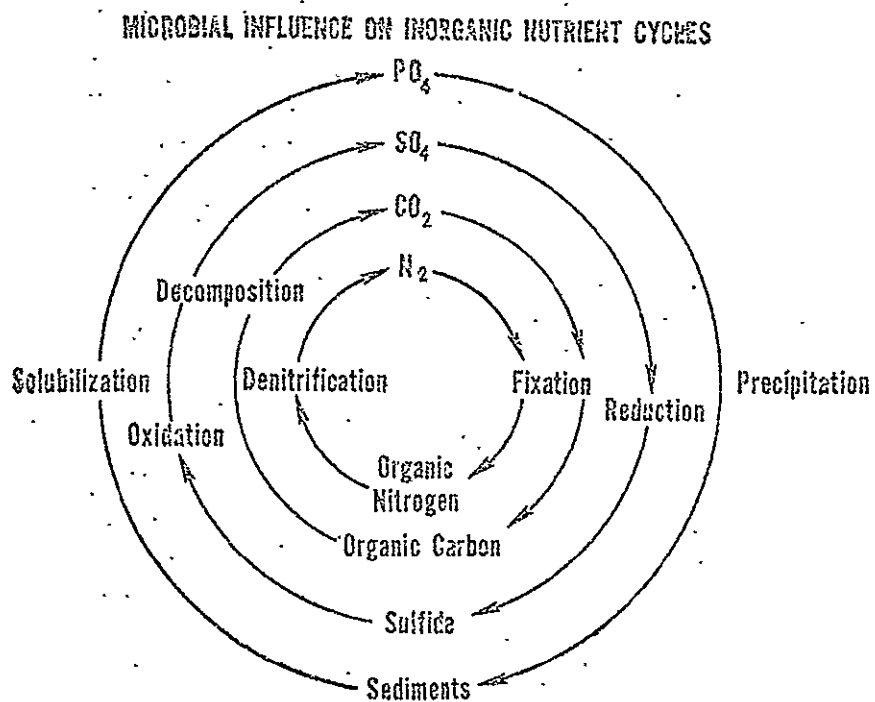 MICROBIAL INFLUENCE ON INORGANIC NUTRIENT CYCLES
PO₄
SO₄
CO₂
N₂
Decomposition
Solubilization
Denitrification
Fixation
Reduction
Precipitation
Oxidation
Organic
Nitrogen
Organic Carbon
Sulfide
Sediments